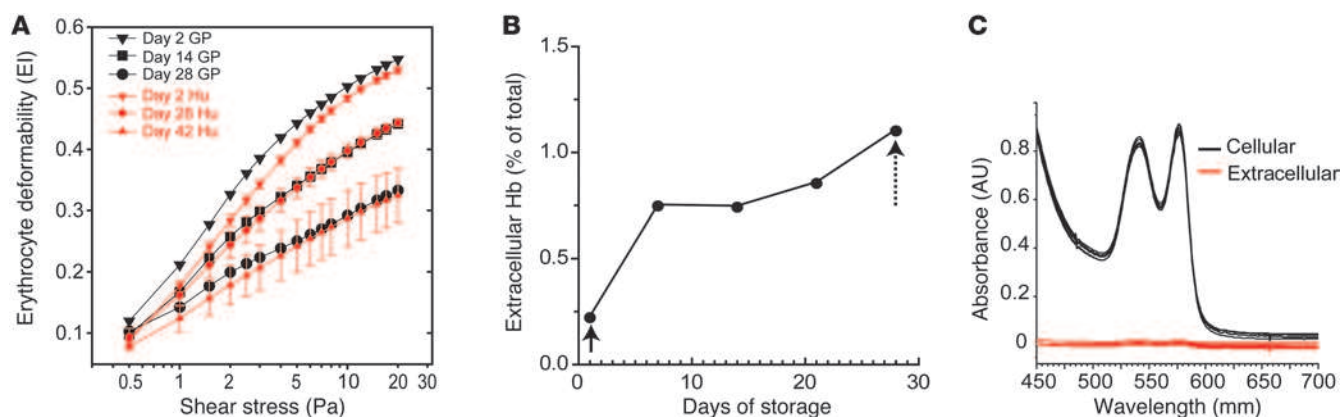 A
Erythrocyte deformability (EI)
0.6
0.5
0.4
0.3
0.2
0.1
Day 2 GP
Day 14 GP
Day 28 GP
Day 2 Hu
Day 28 Hu
Day 42 Hu
0.5 1 2 5 10 20 30
Shear stress (Pa)
B
Extracellular Hb (% of total)
1.5
1.0
0.5
0.0
0 10 20 30
Days of storage
C
Absorbance (AU)
0.8
0.6
0.4
0.2
0
Cellular
Extracellular
450 500 550 600 650 700
Wavelength (mm)